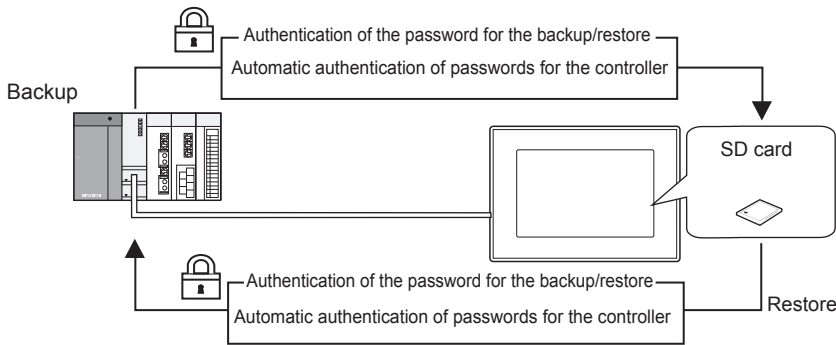 Authentication of the password for the backup/restore
Automatic authentication of passwords for the controller
Backup
SD card
Authentication of the password for the backup/restore
Automatic authentication of passwords for the controller
Restore